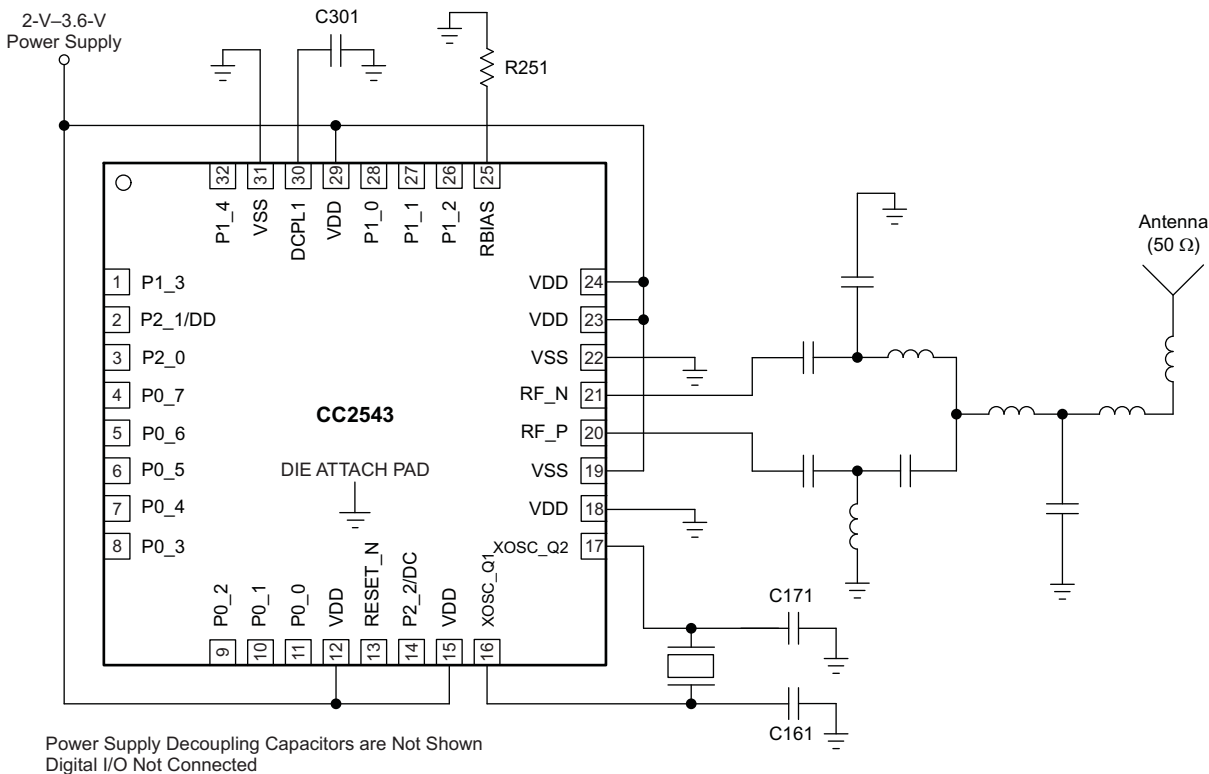 2-V–3.6-V
Power Supply
C301
R251
32
31
30
29
28
27
26
25
P1_4
VSS
DCPL1
VDD
P1_0
P1_1
P1_2
RBIAS
Antenna
(50 Ω)
1 P1_3
2 P2_1/DD
3 P2_0
4 P0_7
5 P0_6
6 P0_5
7 P0_4
8 P0_3
CC2543
DIE ATTACH PAD
VDD 24
VDD 23
VSS 22
RF_N 21
RF_P 20
VSS 19
VDD 18
XOSC_Q2 17
P0_2
P0_1
P0_0
VDD
RESET_N
P2_2/DC
VDD
XOSC_Q1
9
10
11
12
13
14
15
16
C171
C161
Power Supply Decoupling Capacitors are Not Shown
Digital I/O Not Connected